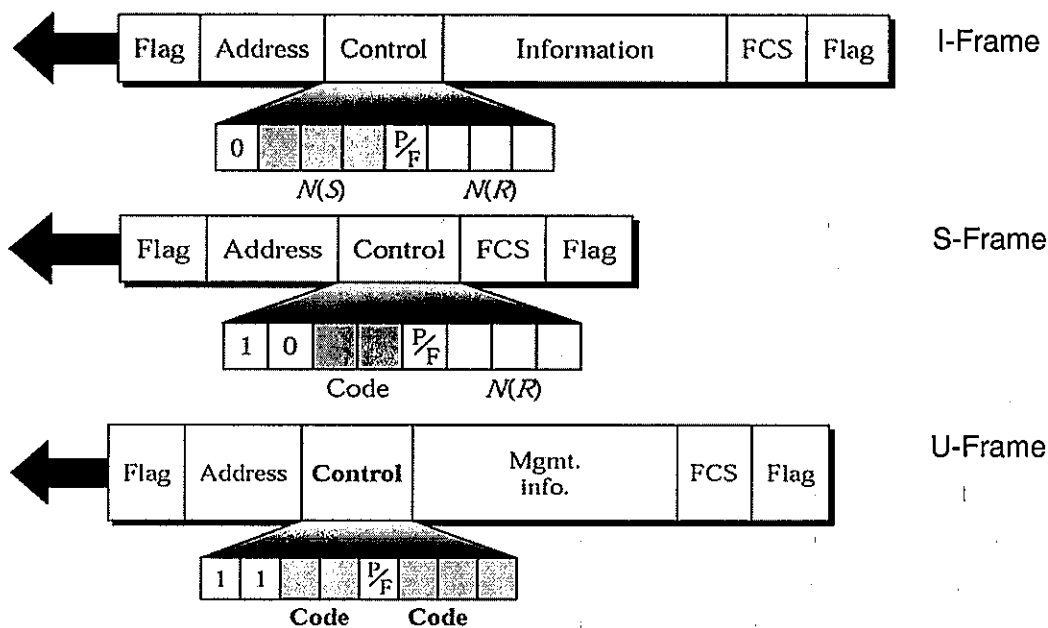 Flag Address Control Information FCS Flag I-Frame
0 P/F
N(S) N(R)
Flag Address Control FCS Flag S-Frame
1 0 P/F
Code N(R)
Flag Address Control Mgmt. info. FCS Flag U-Frame
1 1 P/F
Code Code